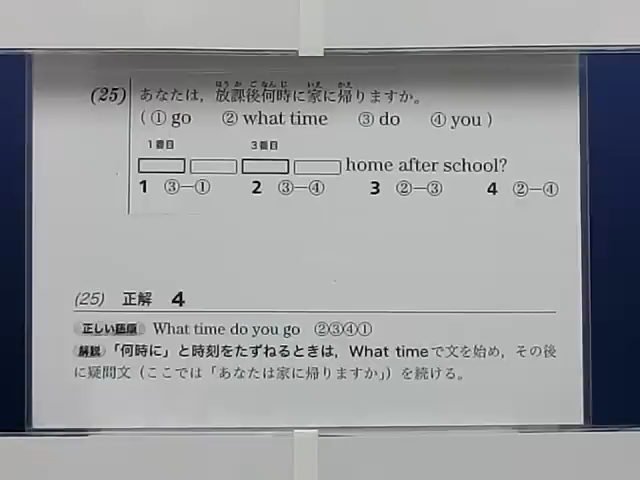 (25) あなたは，放課後何時に家に帰りますか。
( ① go ② what time ③ do ④ you )
1番目 3番目
home after school?
1 ③－① 2 ③－④ 3 ②－③ 4 ②－④
(25) 正解 4
正しい語順 What time do you go ②③④①
解説 「何時に」と時刻をたずねるときは，What timeで文を始め，その後
に疑問文（ここでは「あなたは家に帰りますか」）を続ける。